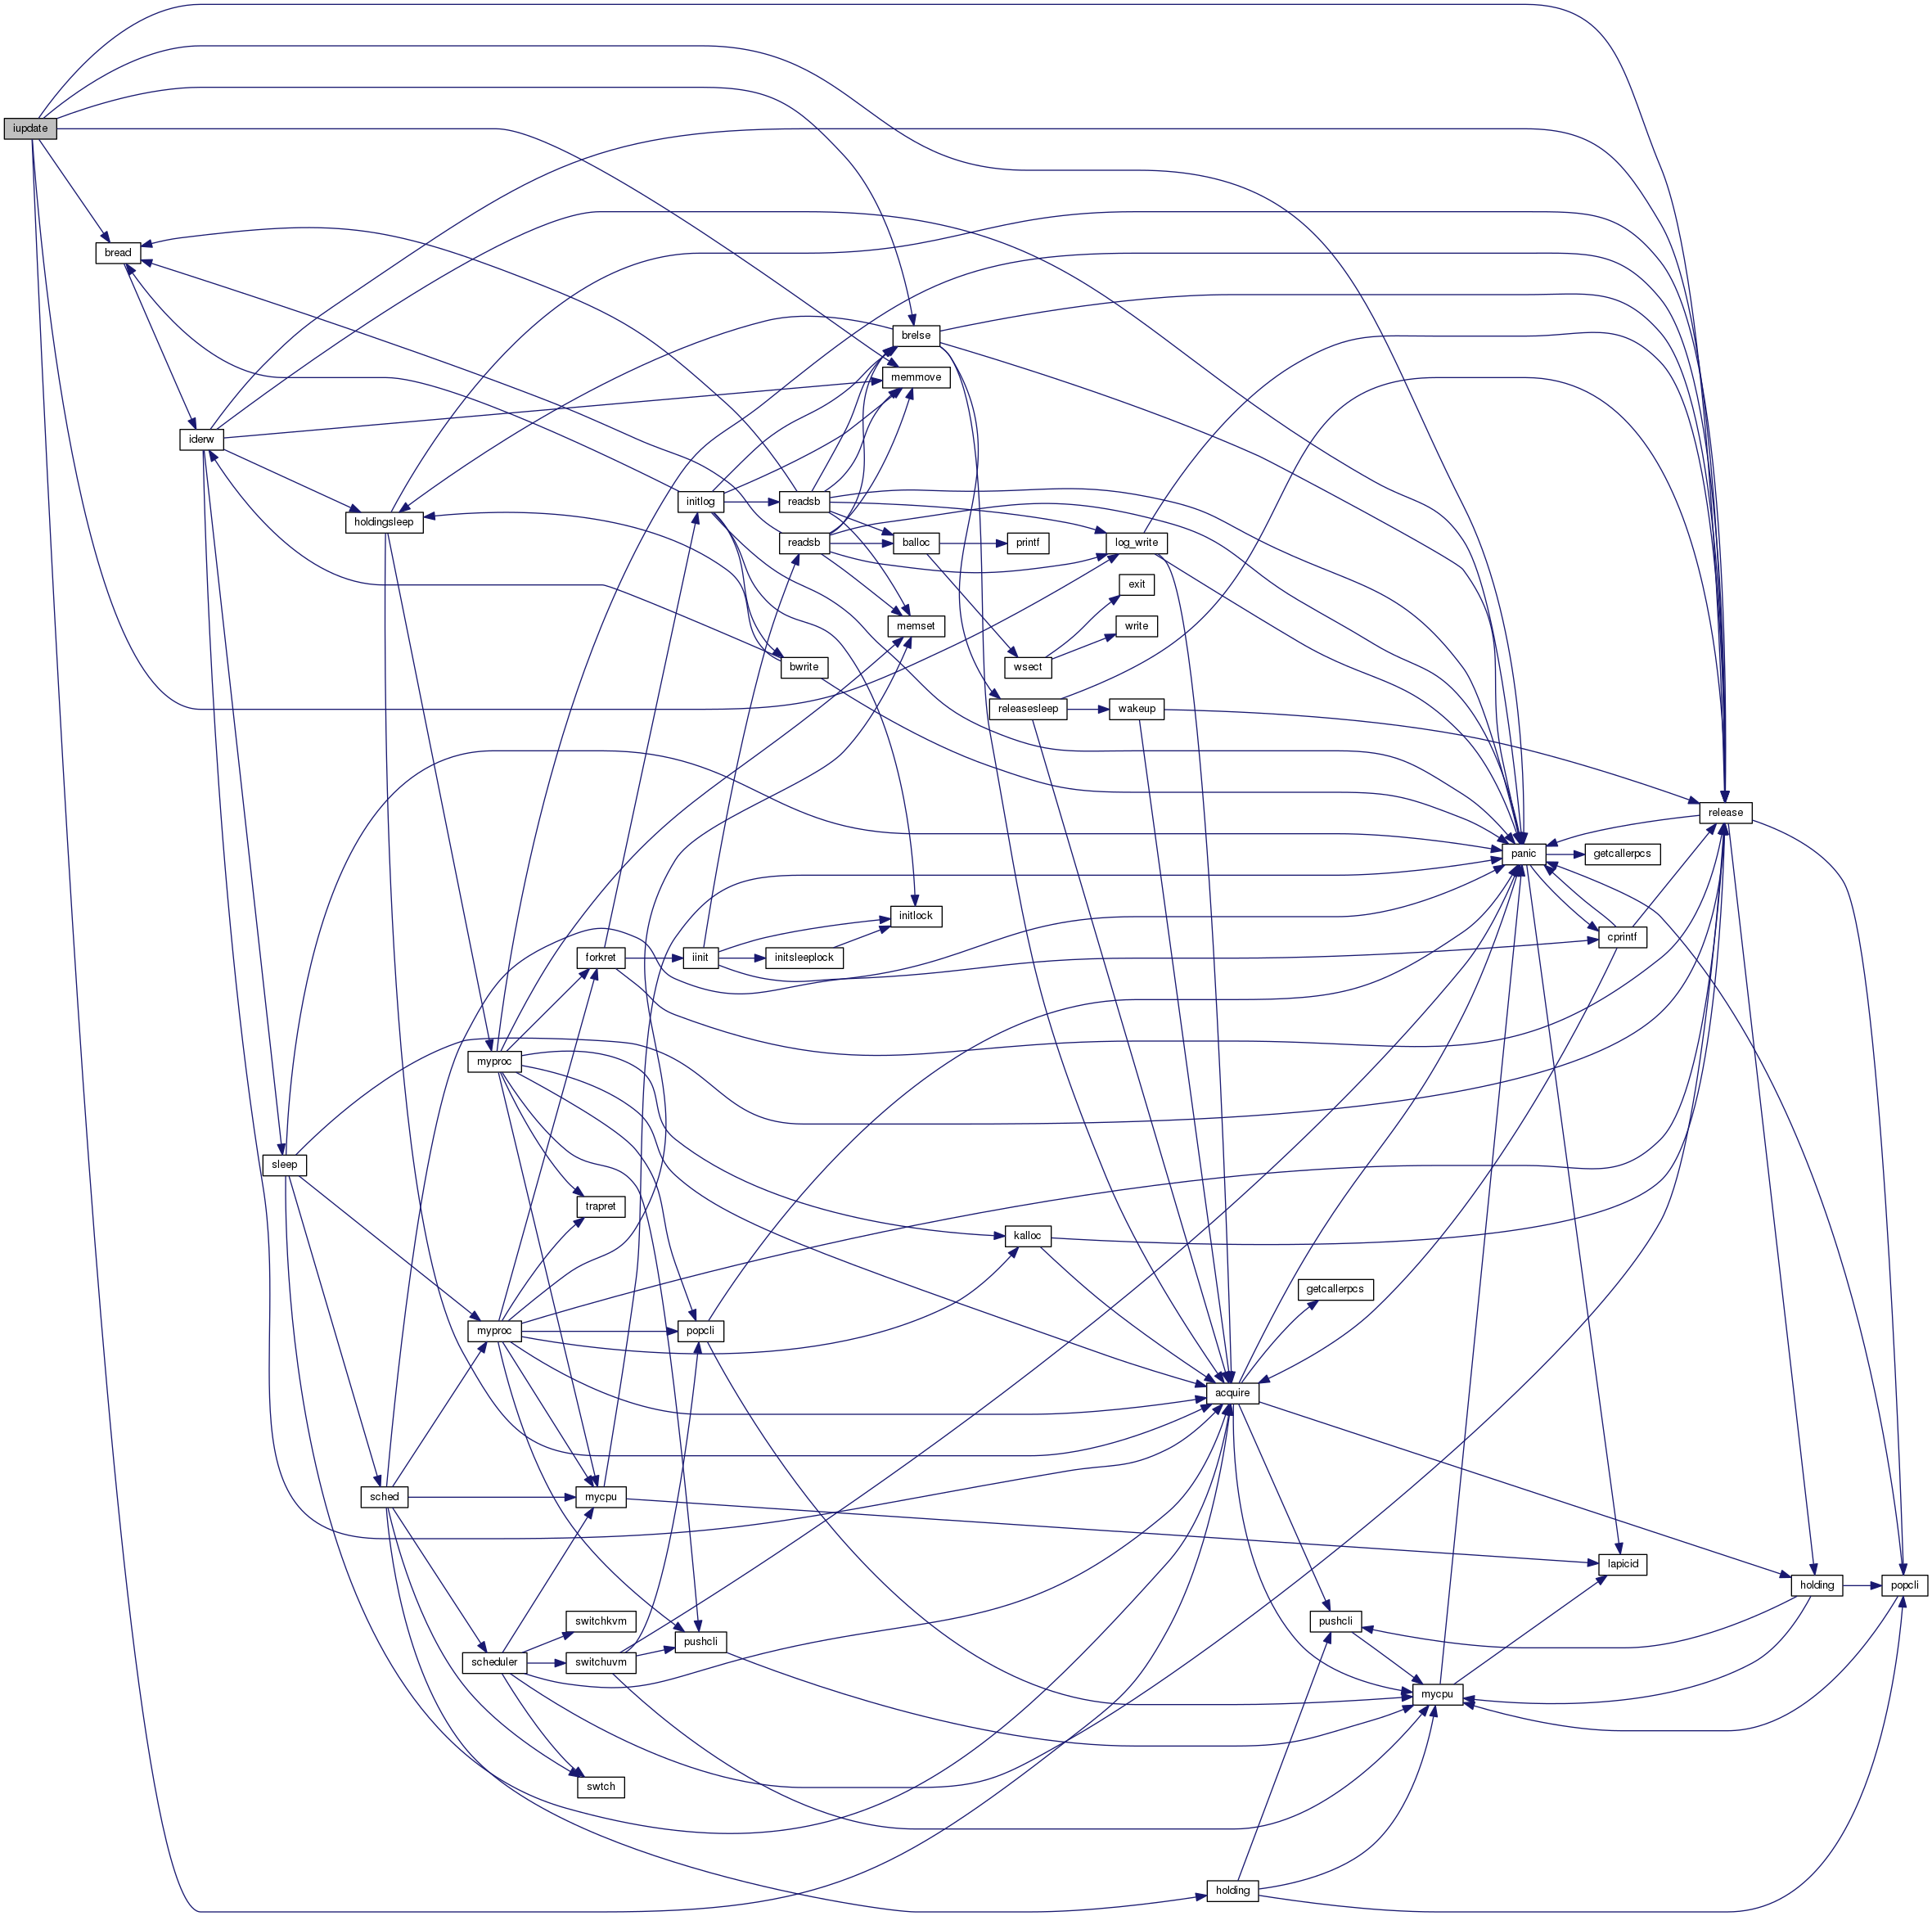 iupdate
bread
brelse
memmove
iderw
holdingsleep
initlog
readsb
readsb
balloc
printf
log_write
exit
memset
write
bwrite
wsect
releasesleep
wakeup
release
panic
getcallerpcs
initlock
cprintf
forkret
iinit
initsleeplock
myproc
sleep
trapret
kalloc
getcallerpcs
myproc
popcli
acquire
sched
mycpu
lapicid
holding
popcli
switchkvm
pushcli
pushcli
scheduler
switchuvm
mycpu
swtch
holding